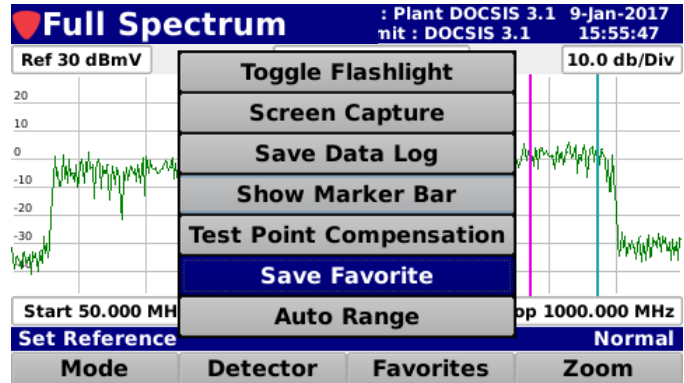 Full Spectrum
: Plant DOCSIS 3.1 9-Jan-2017
nit : DOCSIS 3.1 15:55:47
Ref 30 dBmV
10.0 db/Div
Toggle Flashlight
Screen Capture
Save Data Log
Show Marker Bar
Test Point Compensation
Save Favorite
Auto Range
20
10
0
-10
-20
-30
Start 50.000 MH
op 1000.000 MHz
Set Reference
Normal
Mode
Detector
Favorites
Zoom